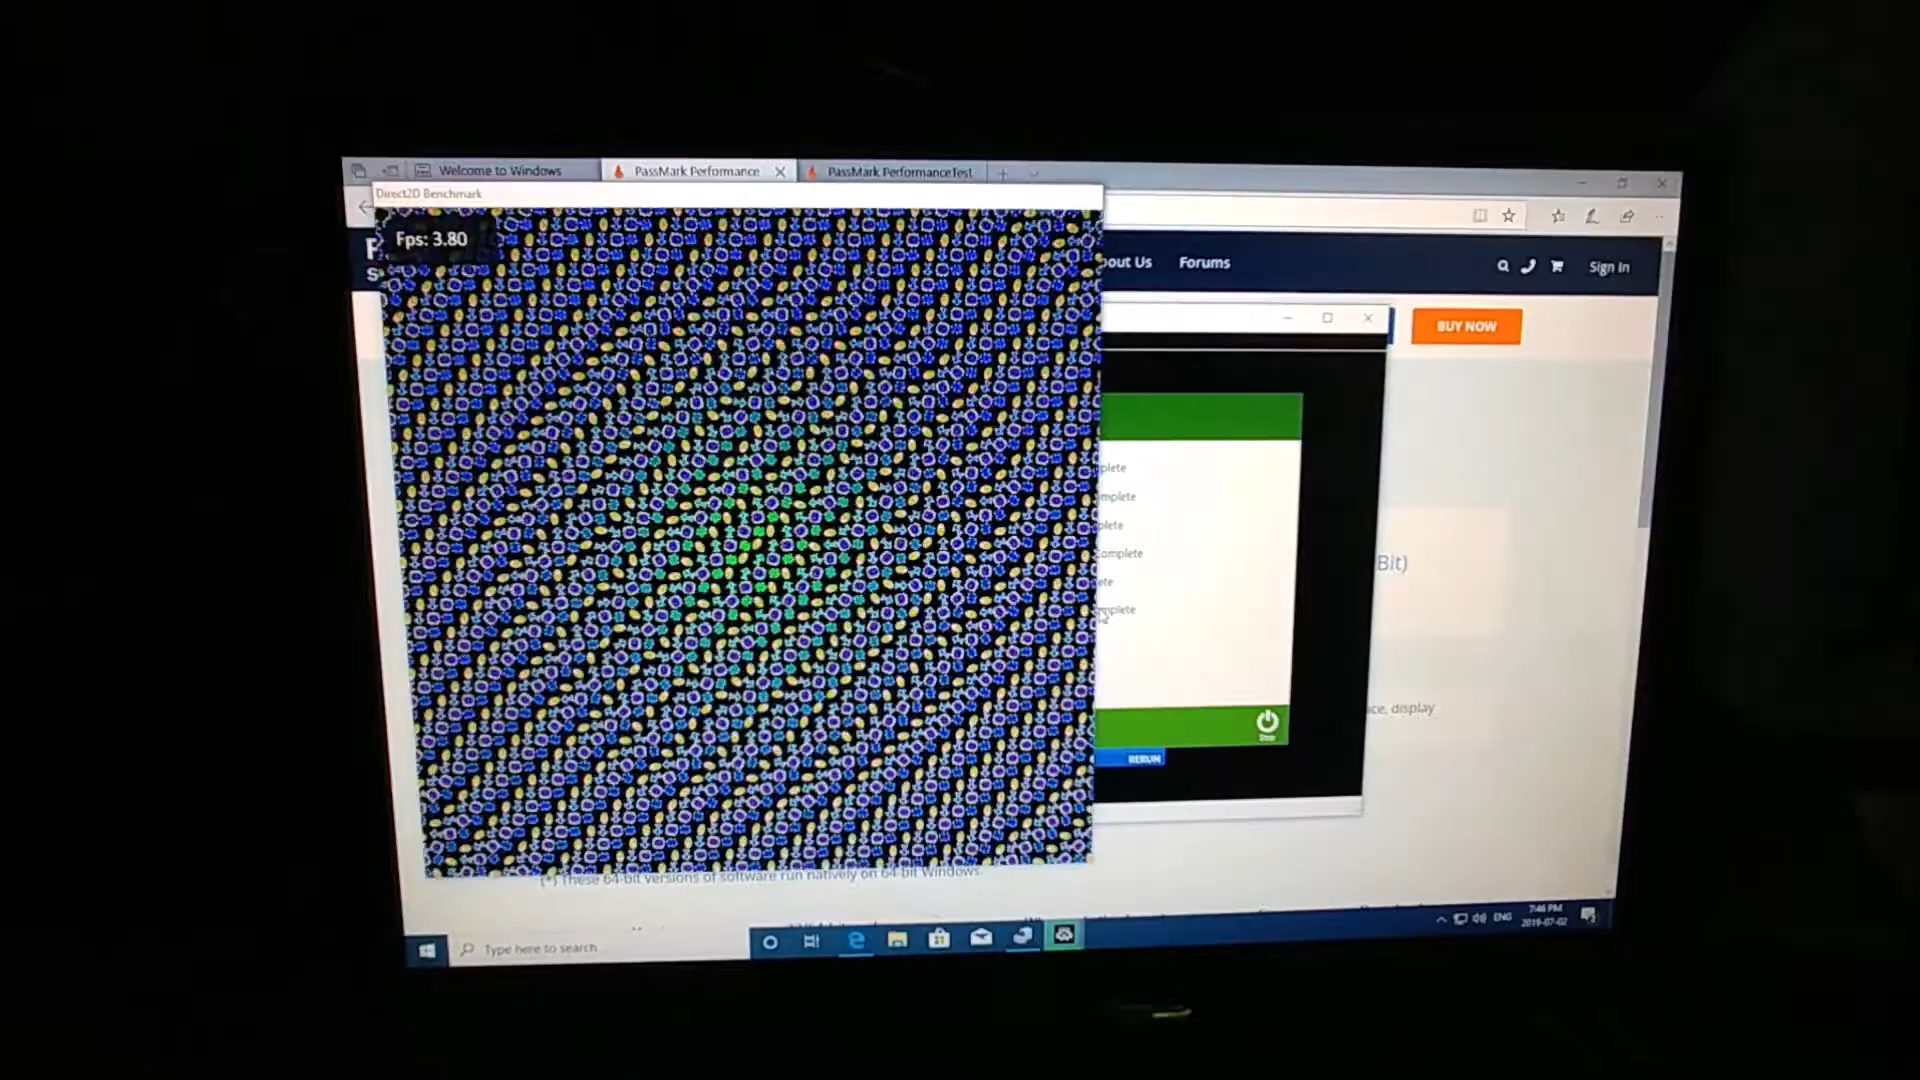 Welcome to Windows
PassMark Performance
PassMark PerformanceTest
Direct2D Benchmark
Fps: 3.80
out Us
Forums
Sign In
BUY NOW
plete
mplete
plete
Complete
ete
mplete
Bit)
ice, display
Stop
RERUN
(*) These 64-bit versions of software run natively on 64-bit Windows
Type here to search
ENG
7:46 PM
2019-07-02